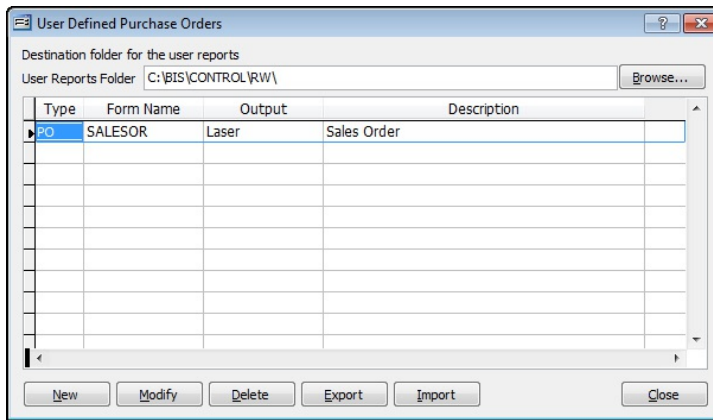 User Defined Purchase Orders
Destination folder for the user reports
User Reports Folder C:\BIS\CONTROL\RW\ Browse...
Type Form Name Output Description
PO SALESOR Laser Sales Order
New Modify Delete Export Import Close